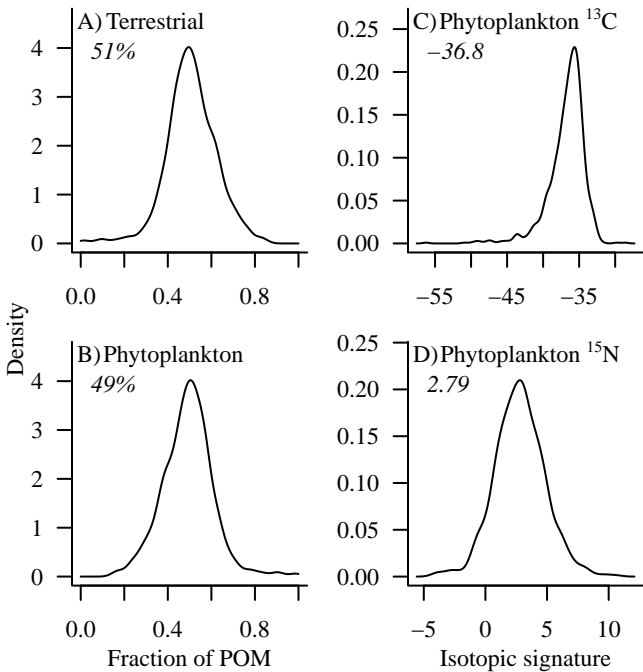 A) Terrestrial
51%
4
3
2
1
0
0.0 0.4 0.8
C) Phytoplankton ¹³C
−36.8
0.25
0.20
0.15
0.10
0.05
0.00
−55 −45 −35
Density
B) Phytoplankton
49%
4
3
2
1
0
0.0 0.4 0.8
Fraction of POM
D) Phytoplankton ¹⁵N
2.79
0.25
0.20
0.15
0.10
0.05
0.00
−5 0 5 10
Isotopic signature